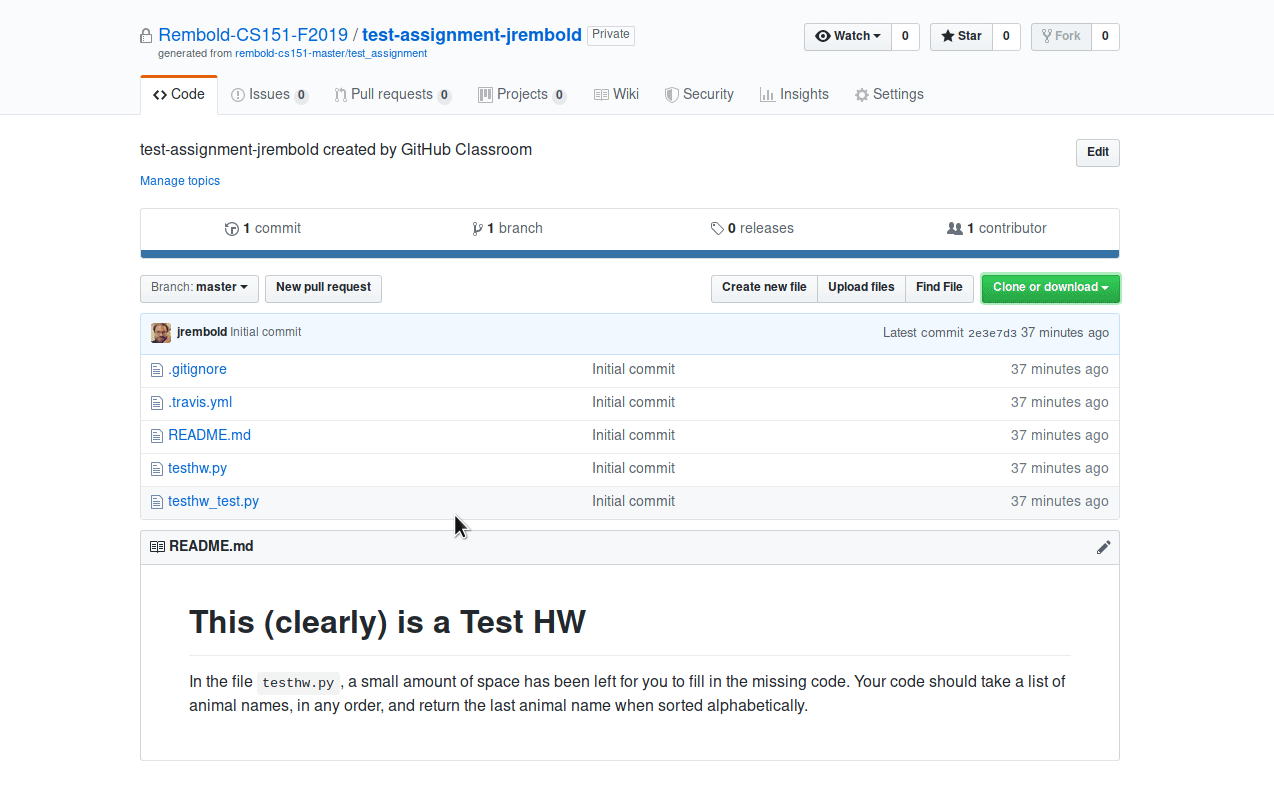 Rembold-CS151-F2019 / test-assignment-jrembold Private
Watch 0 Star 0 Fork 0
generated from rembold-cs151-master/test_assignment
Code Issues 0 Pull requests 0 Projects 0 Wiki Security Insights Settings
test-assignment-jrembold created by GitHub Classroom
Edit
Manage topics
1 commit 1 branch 0 releases 1 contributor
Branch: master New pull request Create new file Upload files Find File Clone or download
jrembold Initial commit Latest commit 2e3e7d3 37 minutes ago
.gitignore Initial commit 37 minutes ago
.travis.yml Initial commit 37 minutes ago
README.md Initial commit 37 minutes ago
testhw.py Initial commit 37 minutes ago
testhw_test.py Initial commit 37 minutes ago
README.md
This (clearly) is a Test HW
In the file testhw.py , a small amount of space has been left for you to fill in the missing code. Your code should take a list of
animal names, in any order, and return the last animal name when sorted alphabetically.